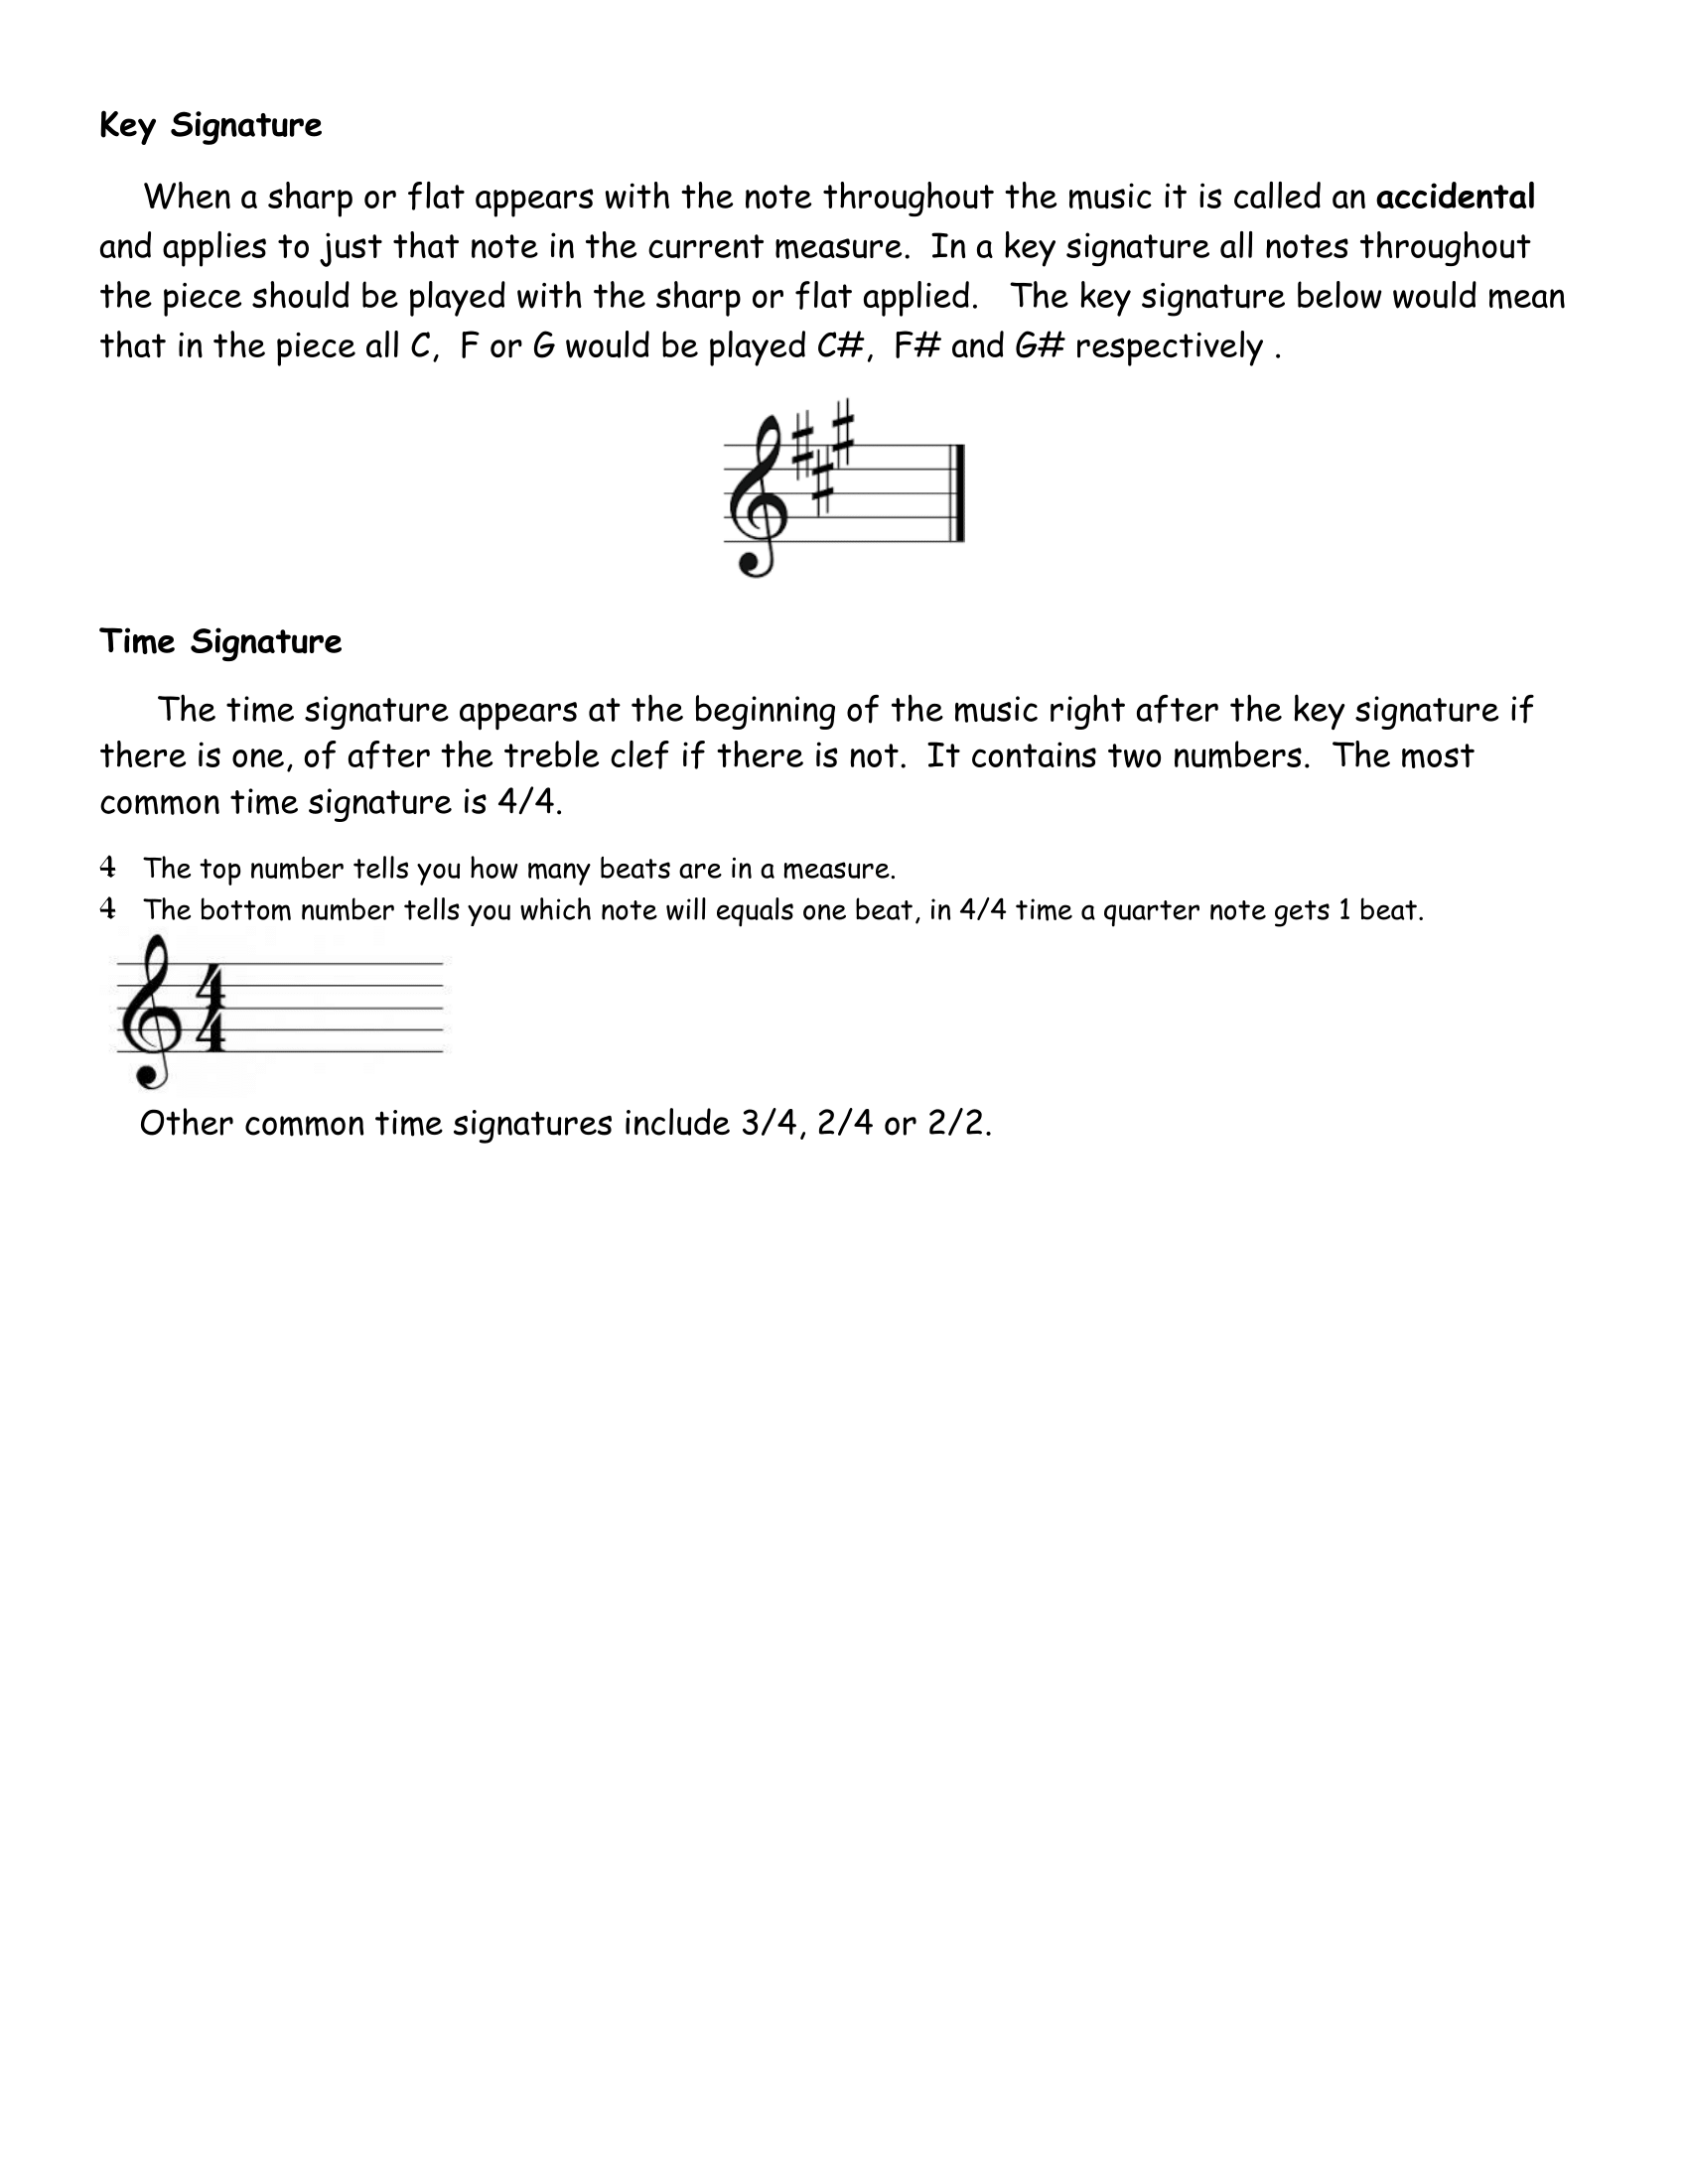 Key Signature
When a sharp or flat appears with the note throughout the music it is called an accidental
and applies to just that note in the current measure. In a key signature all notes throughout
the piece should be played with the sharp or flat applied. The key signature below would mean
that in the piece all C, F or G would be played C#, F# and G# respectively .
Time Signature
The time signature appears at the beginning of the music right after the key signature if
there is one, of after the treble clef if there is not. It contains two numbers. The most
common time signature is 4/4.
4 The top number tells you how many beats are in a measure.
4 The bottom number tells you which note will equals one beat, in 4/4 time a quarter note gets 1 beat.
4
4
Other common time signatures include 3/4, 2/4 or 2/2.